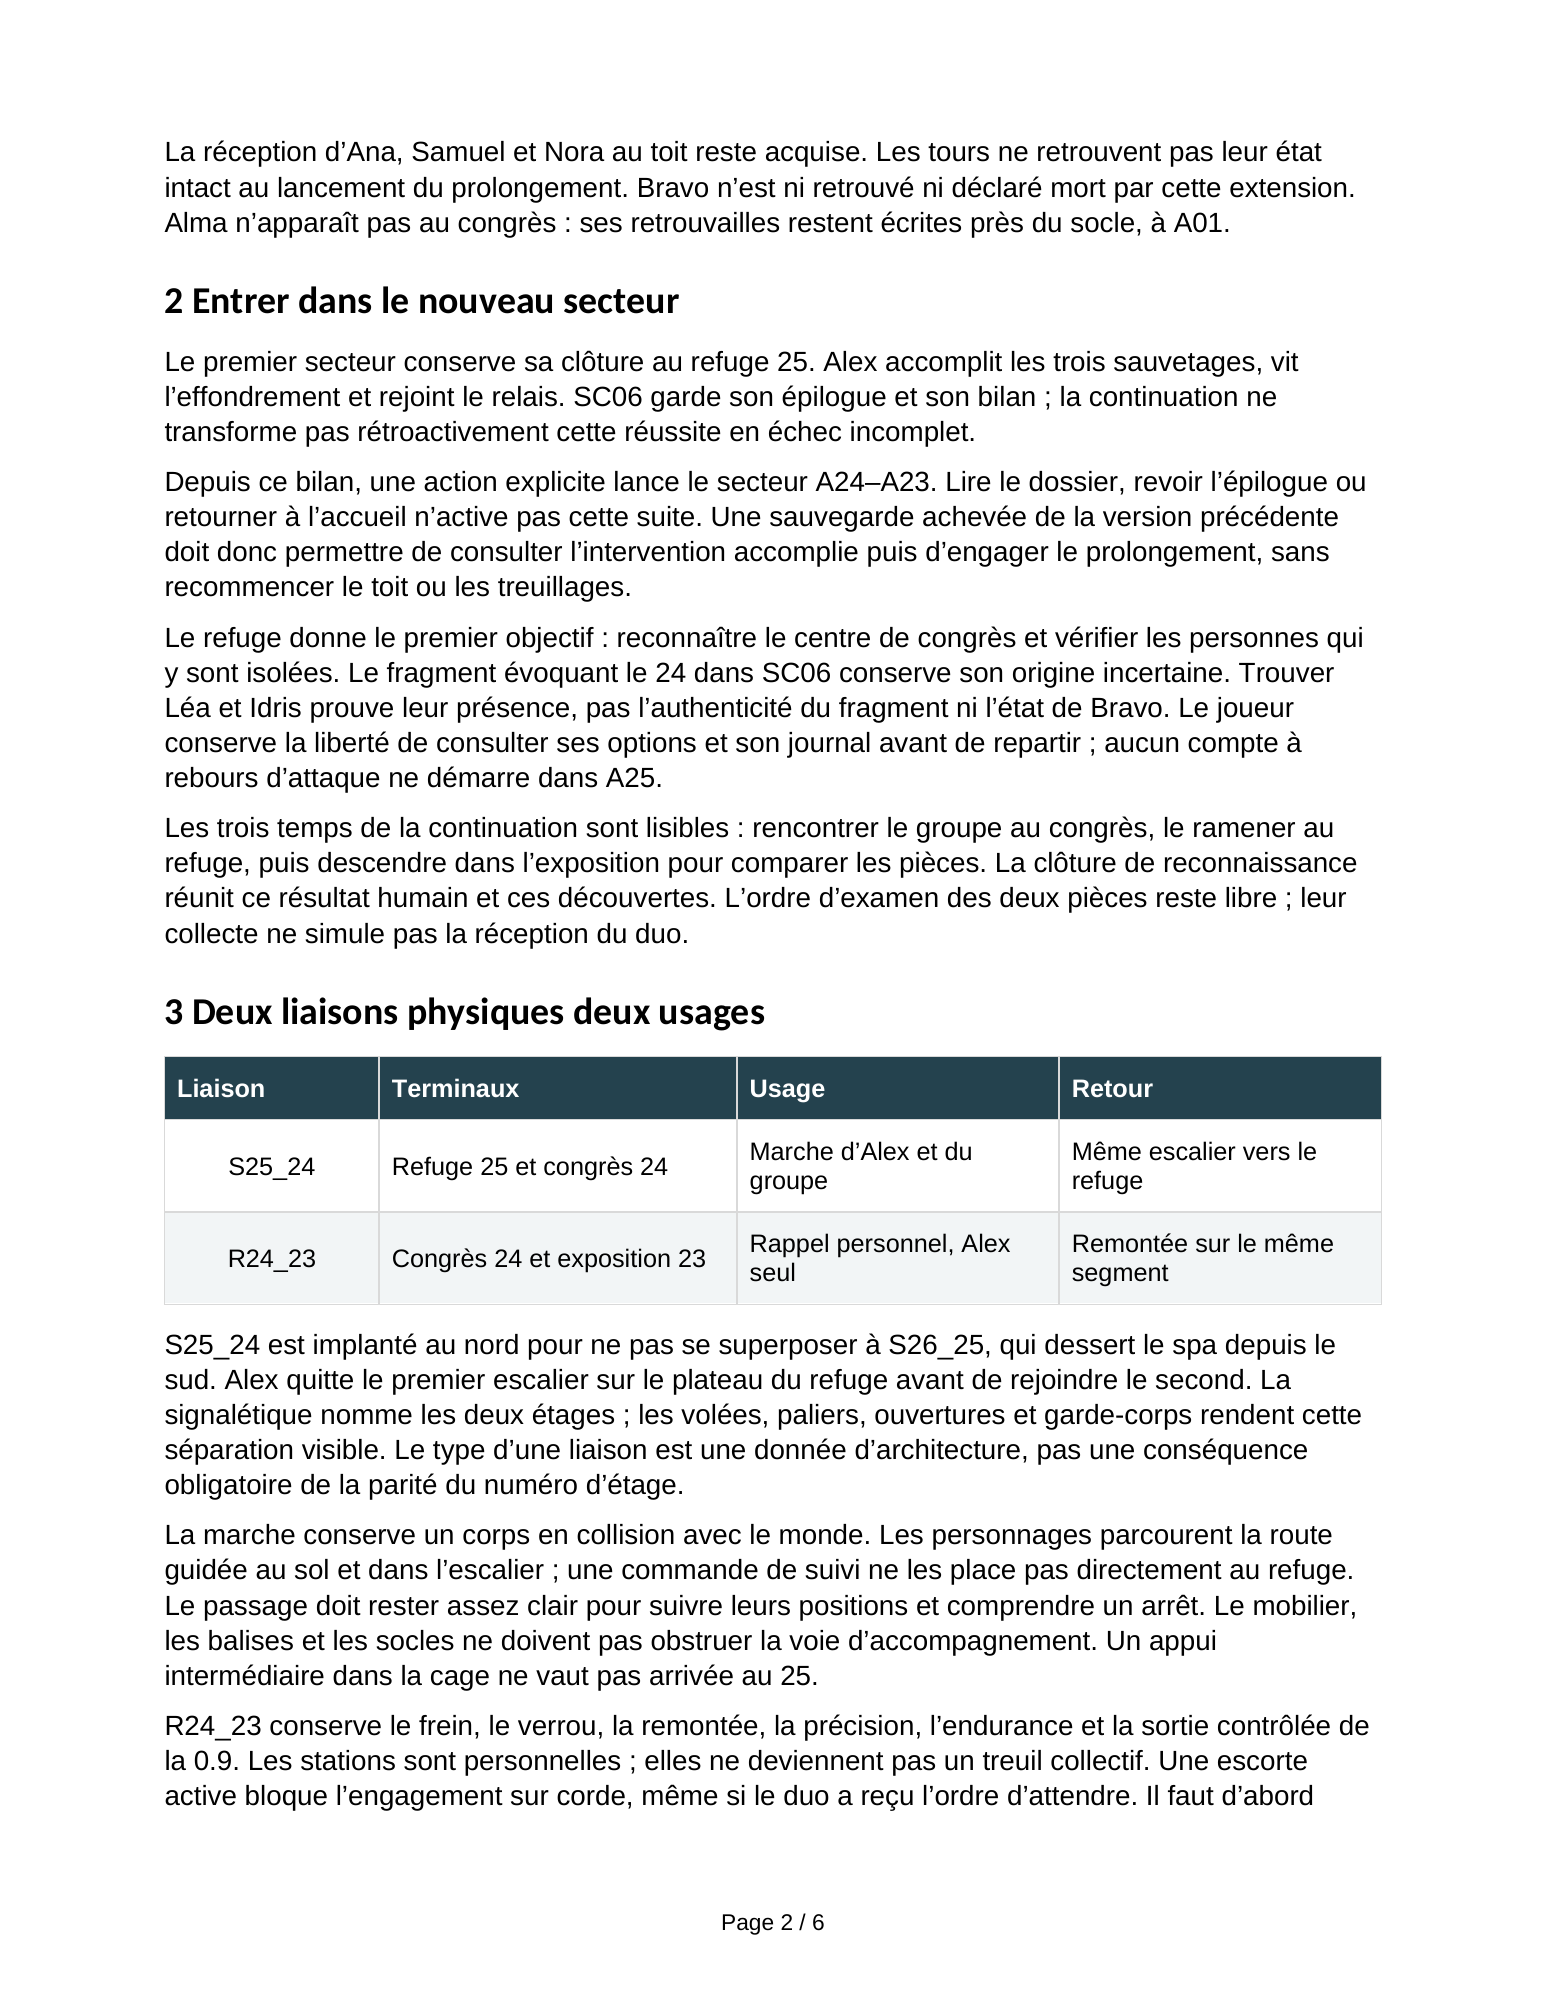 La réception d’Ana, Samuel et Nora au toit reste acquise. Les tours ne retrouvent pas leur état
intact au lancement du prolongement. Bravo n’est ni retrouvé ni déclaré mort par cette extension.
Alma n’apparaît pas au congrès : ses retrouvailles restent écrites près du socle, à A01.
2 Entrer dans le nouveau secteur
Le premier secteur conserve sa clôture au refuge 25. Alex accomplit les trois sauvetages, vit
l’effondrement et rejoint le relais. SC06 garde son épilogue et son bilan ; la continuation ne
transforme pas rétroactivement cette réussite en échec incomplet.
Depuis ce bilan, une action explicite lance le secteur A24–A23. Lire le dossier, revoir l’épilogue ou
retourner à l’accueil n’active pas cette suite. Une sauvegarde achevée de la version précédente
doit donc permettre de consulter l’intervention accomplie puis d’engager le prolongement, sans
recommencer le toit ou les treuillages.
Le refuge donne le premier objectif : reconnaître le centre de congrès et vérifier les personnes qui
y sont isolées. Le fragment évoquant le 24 dans SC06 conserve son origine incertaine. Trouver
Léa et Idris prouve leur présence, pas l’authenticité du fragment ni l’état de Bravo. Le joueur
conserve la liberté de consulter ses options et son journal avant de repartir ; aucun compte à
rebours d’attaque ne démarre dans A25.
Les trois temps de la continuation sont lisibles : rencontrer le groupe au congrès, le ramener au
refuge, puis descendre dans l’exposition pour comparer les pièces. La clôture de reconnaissance
réunit ce résultat humain et ces découvertes. L’ordre d’examen des deux pièces reste libre ; leur
collecte ne simule pas la réception du duo.
3 Deux liaisons physiques deux usages
Liaison Terminaux Usage Retour
S25_24 Refuge 25 et congrès 24 Marche d’Alex et du groupe Même escalier vers le refuge
R24_23 Congrès 24 et exposition 23 Rappel personnel, Alex seul Remontée sur le même segment
S25_24 est implanté au nord pour ne pas se superposer à S26_25, qui dessert le spa depuis le
sud. Alex quitte le premier escalier sur le plateau du refuge avant de rejoindre le second. La
signalétique nomme les deux étages ; les volées, paliers, ouvertures et garde-corps rendent cette
séparation visible. Le type d’une liaison est une donnée d’architecture, pas une conséquence
obligatoire de la parité du numéro d’étage.
La marche conserve un corps en collision avec le monde. Les personnages parcourent la route
guidée au sol et dans l’escalier ; une commande de suivi ne les place pas directement au refuge.
Le passage doit rester assez clair pour suivre leurs positions et comprendre un arrêt. Le mobilier,
les balises et les socles ne doivent pas obstruer la voie d’accompagnement. Un appui
intermédiaire dans la cage ne vaut pas arrivée au 25.
R24_23 conserve le frein, le verrou, la remontée, la précision, l’endurance et la sortie contrôlée de
la 0.9. Les stations sont personnelles ; elles ne deviennent pas un treuil collectif. Une escorte
active bloque l’engagement sur corde, même si le duo a reçu l’ordre d’attendre. Il faut d’abord
Page 2 / 6